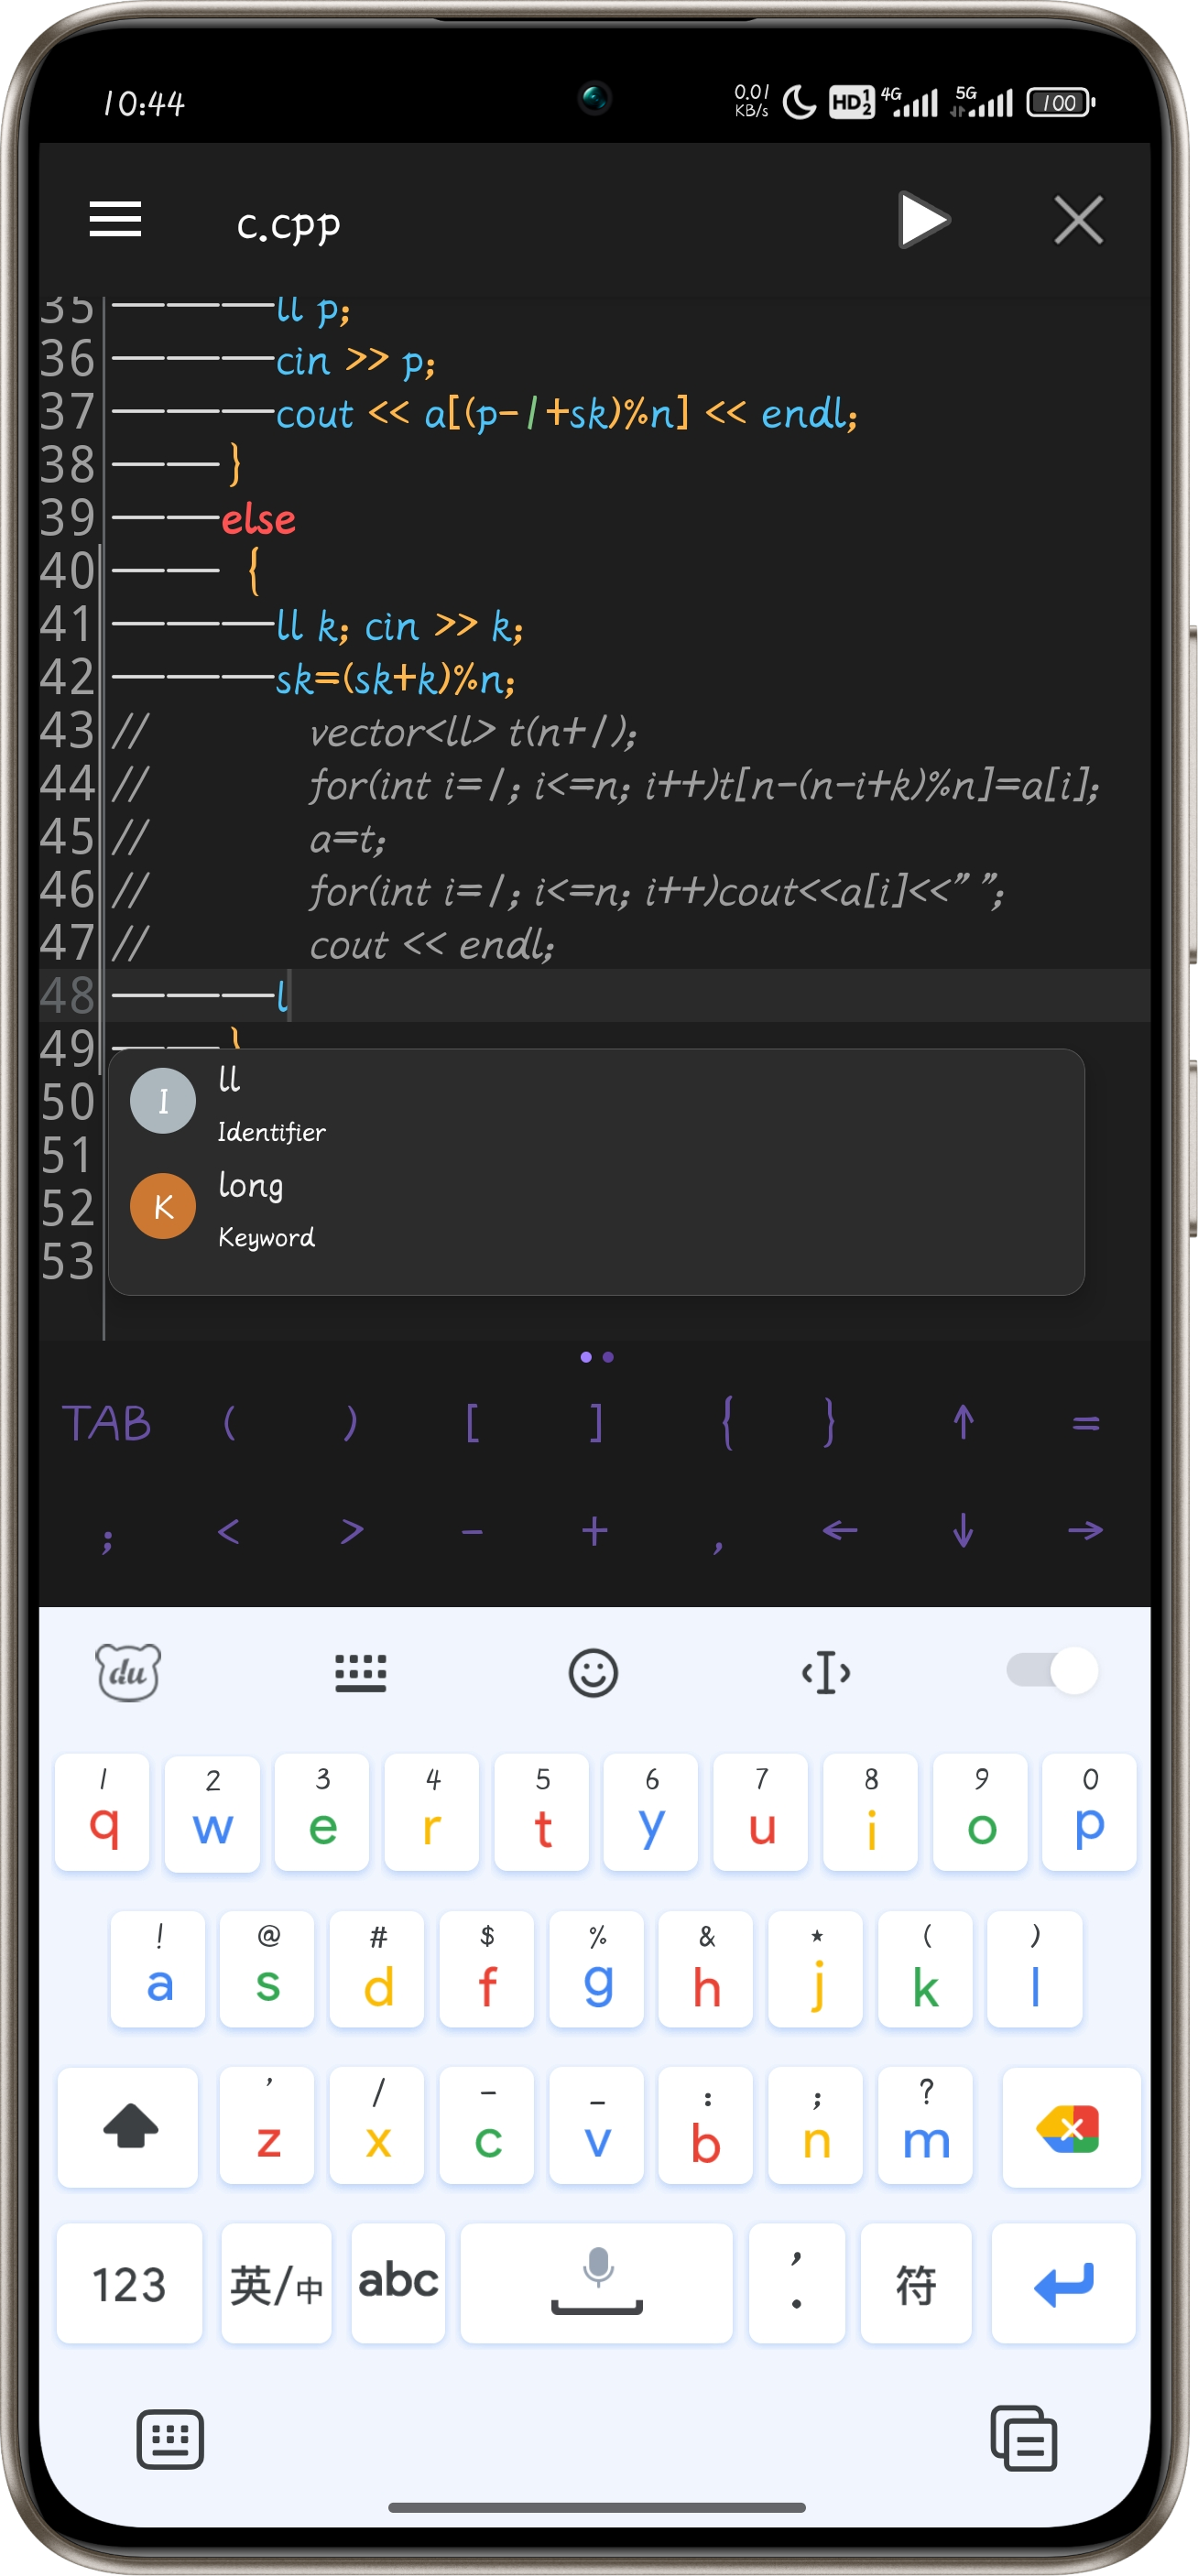 10:44
0.01 KB/s HD 1 2 4G 5G 100
c.cpp
35 ll p;
36 cin >> p;
37 cout << a[(p-1+sk)%n] << endl;
38 }
39 else
40 {
41 ll k; cin >> k;
42 sk=(sk+k)%n;
43 // vector<ll> t(n+1);
44 // for(int i=1; i<=n; i++)t[n-(n-i+k)%n]=a[i];
45 // a=t;
46 // for(int i=1; i<=n; i++)cout<<a[i]<<" ";
47 // cout << endl;
48 l
49 }
50
51
52
53
I ll
Identifier
K long
Keyword
TAB ( ) [ ] { } ↑ =
; < > - + , ← ↓ →
du
1 2 3 4 5 6 7 8 9 0
q w e r t y u i o p
! @ # $ % & * ( )
a s d f g h j k l
' / - _ : ; ?
z x c v b n m
123 英/中 abc , . 符